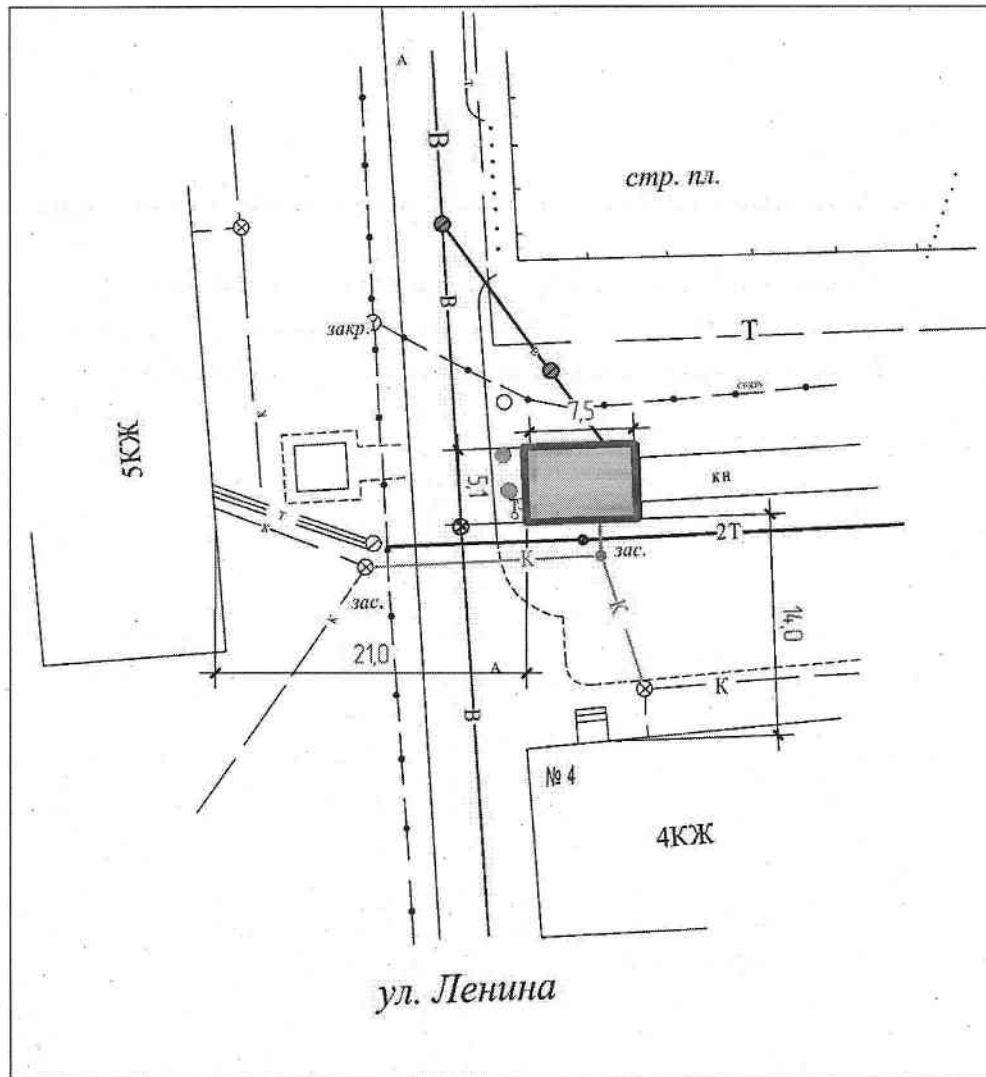 А
Т
В
стр. пл.
В
закр.
Т
к
7,5
5КЖ
кн
5,1
Т
к
2Т
К
зас.
зас.
К
к
14,0
21,0
А
К
В
№ 4
4КЖ
ул. Ленина